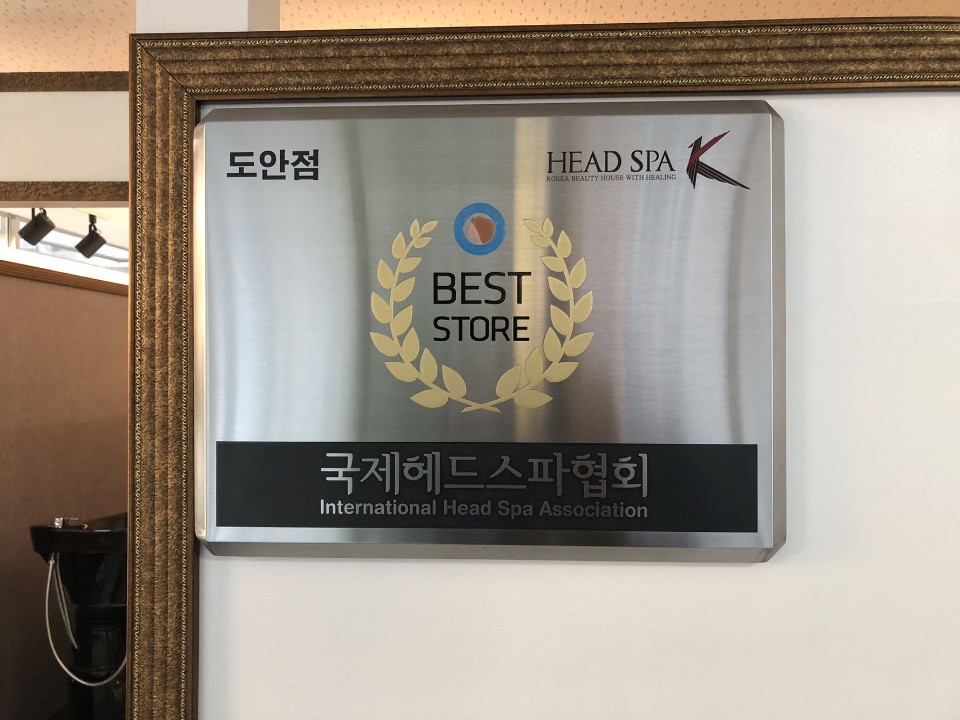 도안점
HEAD SPA K
KOREA BEAUTY HOUSE WITH HEALING
BEST
STORE
국제헤드스파협회
International Head Spa Association